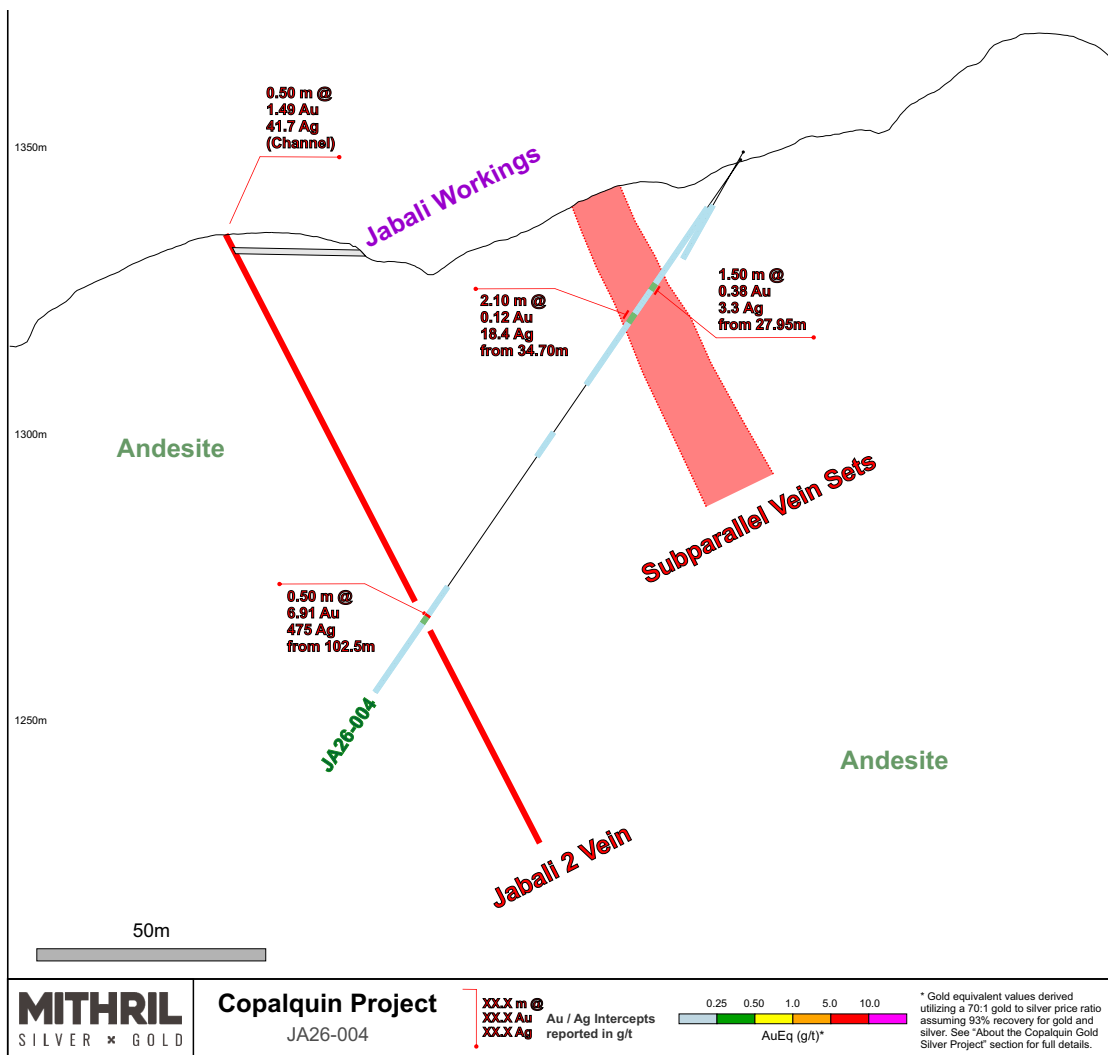 0.50 m @
1.49 Au
41.7 Ag
(Channel)
1350m
Jabali Workings
1.50 m @
0.38 Au
3.3 Ag
from 27.95m
2.10 m @
0.12 Au
18.4 Ag
from 34.70m
1300m
Andesite
Subparallel Vein Sets
0.50 m @
6.91 Au
475 Ag
from 102.5m
1250m
JA26-004
Andesite
Jabali 2 Vein
50m
MITHRIL
SILVER × GOLD
Copalquin Project
JA26-004
XX.X m @
XX.X Au
XX.X Ag
Au / Ag Intercepts
reported in g/t
0.25 0.50 1.0 5.0 10.0
AuEq (g/t)*
* Gold equivalent values derived
utilizing a 70:1 gold to silver price ratio
assuming 93% recovery for gold and
silver. See "About the Copalquin Gold
Silver Project" section for full details.